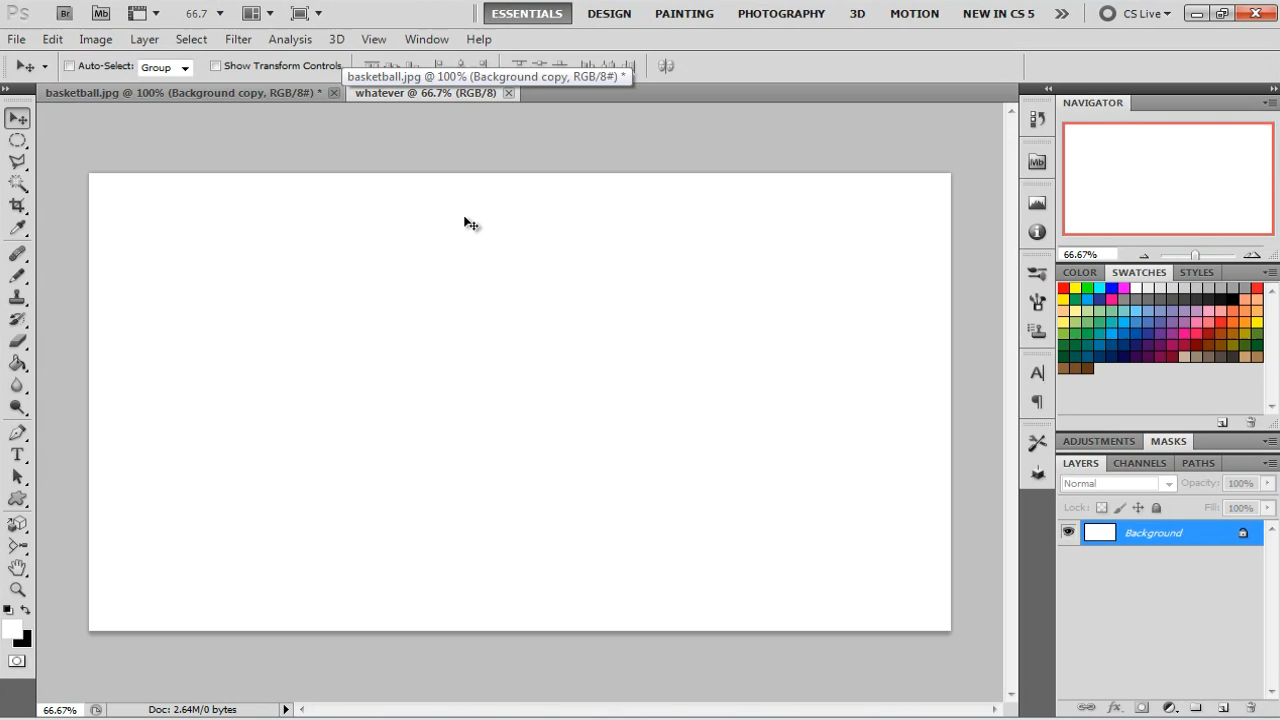 Ps Br Mb 66.7 ESSENTIALS DESIGN PAINTING PHOTOGRAPHY 3D MOTION NEW IN CS 5 CS Live
File Edit Image Layer Select Filter Analysis 3D View Window Help
Auto-Select: Group Show Transform Controls
basketball.jpg @ 100% (Background copy, RGB/8#) *
basketball.jpg @ 100% (Background copy, RGB/8#) * whatever @ 66.7% (RGB/8)
NAVIGATOR
Mb
66.67%
COLOR SWATCHES STYLES
ADJUSTMENTS MASKS
LAYERS CHANNELS PATHS
Normal Opacity: 100%
Lock: Fill: 100%
Background
66.67% Doc: 2.64M/0 bytes